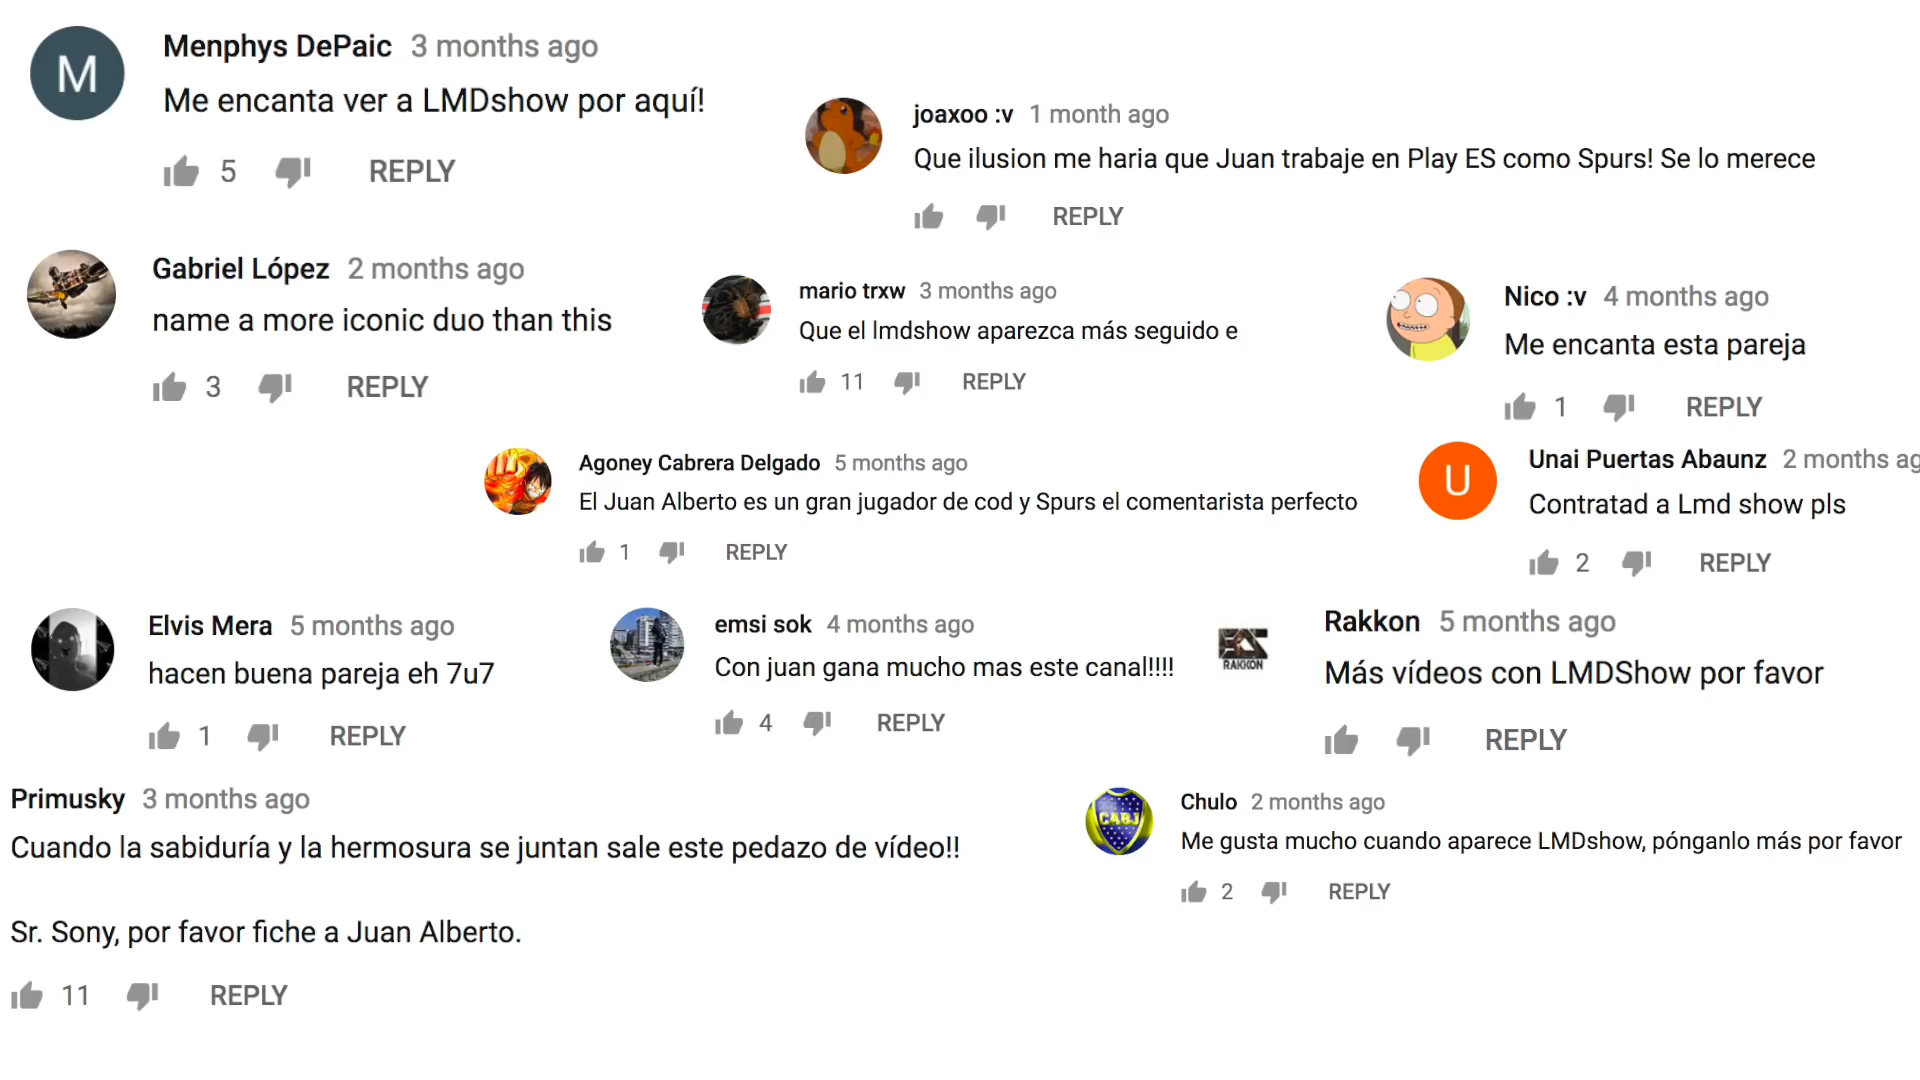 M
Menphys DePaic 3 months ago
Me encanta ver a LMDshow por aquí!
5 REPLY
joaxoo :v 1 month ago
Que ilusion me haria que Juan trabaje en Play ES como Spurs! Se lo merece
REPLY
Gabriel López 2 months ago
name a more iconic duo than this
3 REPLY
mario trxw 3 months ago
Que el lmdshow aparezca más seguido e
11 REPLY
Nico :v 4 months ago
Me encanta esta pareja
1 REPLY
Agoney Cabrera Delgado 5 months ago
El Juan Alberto es un gran jugador de cod y Spurs el comentarista perfecto
1 REPLY
U
Unai Puertas Abaunz 2 months ag
Contratad a Lmd show pls
2 REPLY
Elvis Mera 5 months ago
hacen buena pareja eh 7u7
1 REPLY
emsi sok 4 months ago
Con juan gana mucho mas este canal!!!!
4 REPLY
RAKKON
Rakkon 5 months ago
Más vídeos con LMDShow por favor
REPLY
Primusky 3 months ago
Cuando la sabiduría y la hermosura se juntan sale este pedazo de vídeo!!
Sr. Sony, por favor fiche a Juan Alberto.
11 REPLY
CABJ
Chulo 2 months ago
Me gusta mucho cuando aparece LMDshow, pónganlo más por favor
2 REPLY